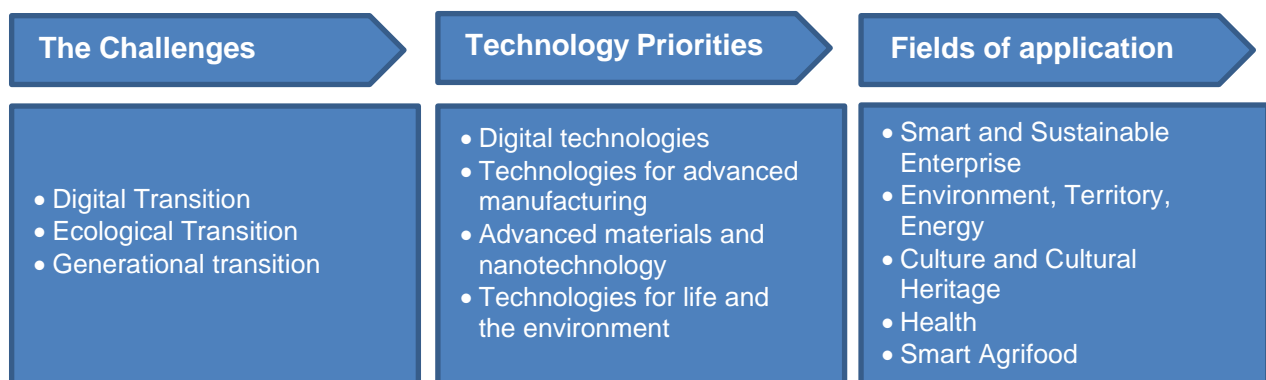 The Challenges
• Digital Transition
• Ecological Transition
• Generational transition
Technology Priorities
• Digital technologies
• Technologies for advanced
manufacturing
• Advanced materials and
nanotechnology
• Technologies for life and
the environment
Fields of application
• Smart and Sustainable
Enterprise
• Environment, Territory,
Energy
• Culture and Cultural
Heritage
• Health
• Smart Agrifood